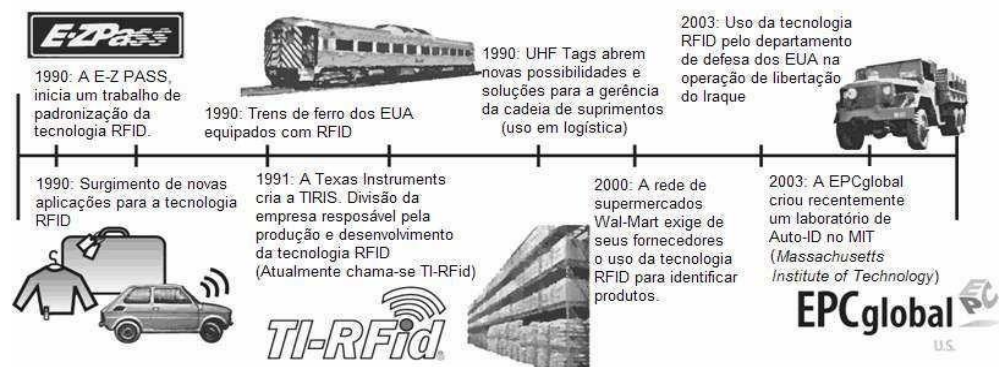 E-ZPass
1990: A E-Z PASS,
inicia um trabalho de
padronização da
tecnologia RFID.
1990: Trens de ferro dos EUA
equipados com RFID
1990: UHF Tags abrem
novas possibilidades e
soluções para a gerência
da cadeia de suprimentos
(uso em logística)
2003: Uso da tecnologia
RFID pelo departamento
de defesa dos EUA na
operação de libertação
do Iraque
1990: Surgimento de novas
aplicações para a tecnologia
RFID
1991: A Texas Instruments
cria a TIRIS. Divisão da
empresa resposável pela
produção e desenvolvimento
da tecnologia RFID
(Atualmente chama-se TI-RFid)
TI-RFid
2000: A rede de
supermercados
Wal-Mart exige de
seus fornecedores
o uso da tecnologia
RFID para identificar
produtos.
2003: A EPCglobal
criou recentemente
um laboratório de
Auto-ID no MIT
(Massachusetts
Institute of Technology)
EPCglobal
EPC
U.S.